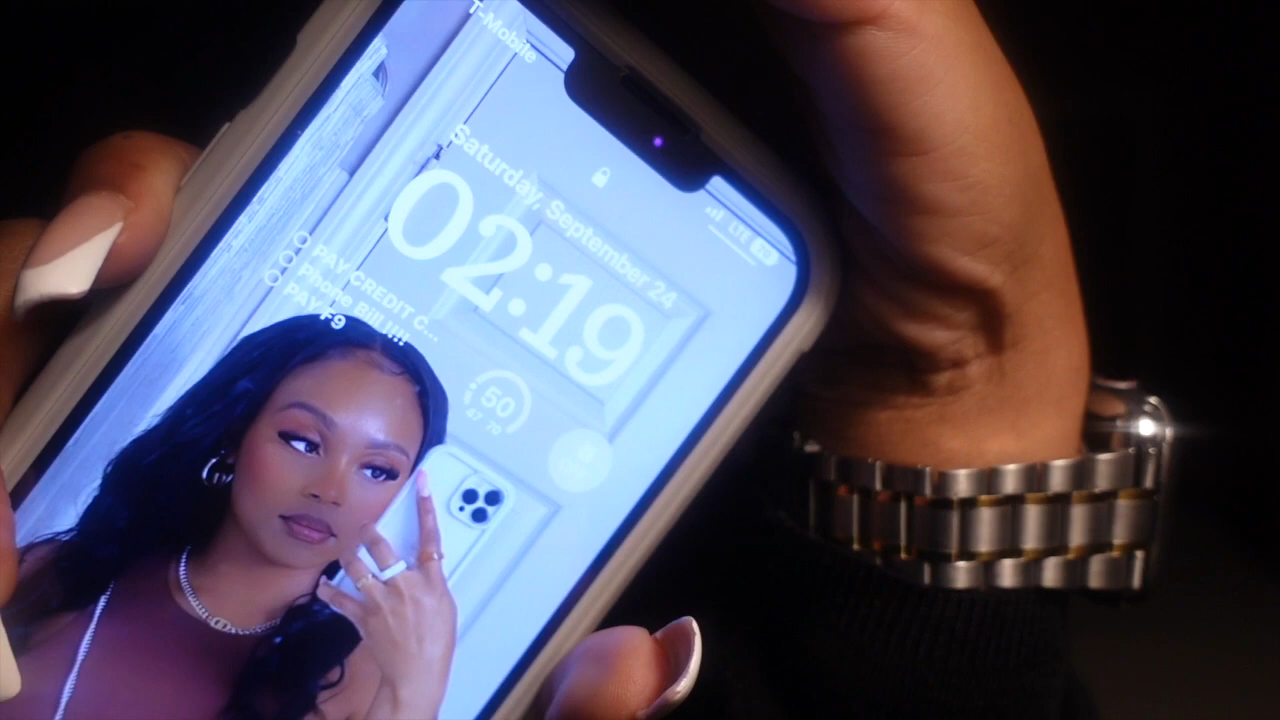 T-Mobile
LTE
Saturday, September 24
02:19
PAY CREDIT C...
Phone Bill !!!!
PAY F9
50
47 70